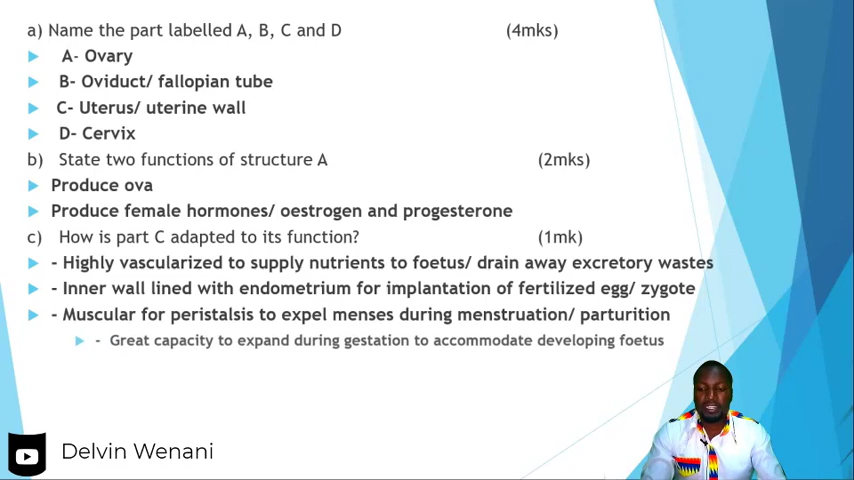 a) Name the part labelled A, B, C and D (4mks)
A- Ovary
B- Oviduct/ fallopian tube
C- Uterus/ uterine wall
D- Cervix
b) State two functions of structure A (2mks)
Produce ova
Produce female hormones/ oestrogen and progesterone
c) How is part C adapted to its function? (1mk)
- Highly vascularized to supply nutrients to foetus/ drain away excretory wastes
- Inner wall lined with endometrium for implantation of fertilized egg/ zygote
- Muscular for peristalsis to expel menses during menstruation/ parturition
- Great capacity to expand during gestation to accommodate developing foetus
Delvin Wenani